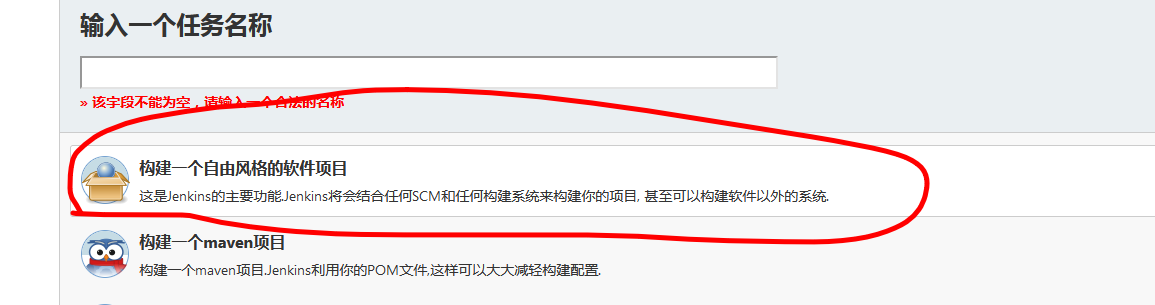 输入一个任务名称
» 该字段不能为空，请输入一个合法的名称
构建一个自由风格的软件项目
这是Jenkins的主要功能.Jenkins将会结合任何SCM和任何构建系统来构建你的项目, 甚至可以构建软件以外的系统.
构建一个maven项目
构建一个maven项目.Jenkins利用你的POM文件,这样可以大大减轻构建配置.